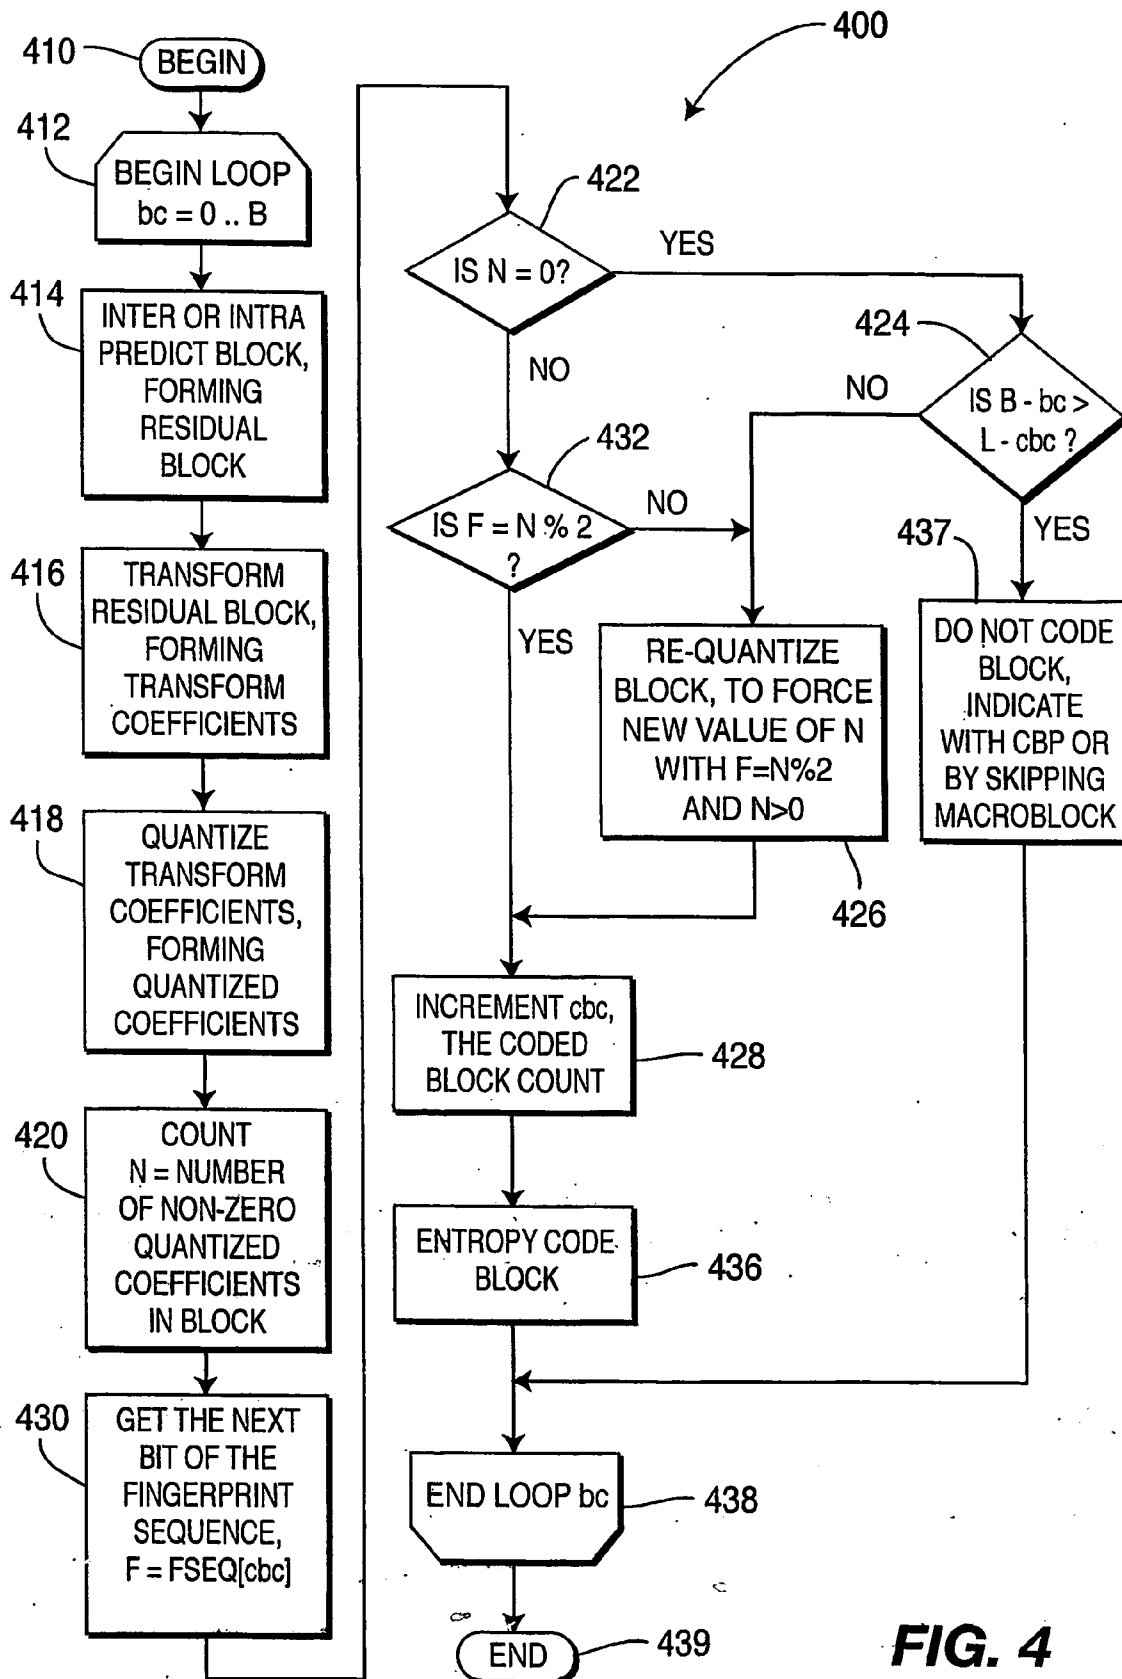 400
410
BEGIN
412
BEGIN LOOP
bc = 0 .. B
414
INTER OR INTRA
PREDICT BLOCK,
FORMING
RESIDUAL
BLOCK
416
TRANSFORM
RESIDUAL BLOCK,
FORMING
TRANSFORM
COEFFICIENTS
418
QUANTIZE
TRANSFORM
COEFFICIENTS,
FORMING
QUANTIZED
COEFFICIENTS
420
COUNT
N = NUMBER
OF NON-ZERO
QUANTIZED
COEFFICIENTS
IN BLOCK
430
GET THE NEXT
BIT OF THE
FINGERPRINT
SEQUENCE,
F = FSEQ[cbc]
422
IS N = 0?
YES
NO
424
IS B - bc >
L - cbc ?
NO
YES
432
IS F = N % 2
?
NO
YES
RE-QUANTIZE
BLOCK, TO FORCE
NEW VALUE OF N
WITH F=N%2
AND N>0
426
437
DO NOT CODE
BLOCK,
INDICATE
WITH CBP OR
BY SKIPPING
MACROBLOCK
INCREMENT cbc,
THE CODED
BLOCK COUNT
428
ENTROPY CODE
BLOCK
436
END LOOP bc
438
END
439
FIG. 4